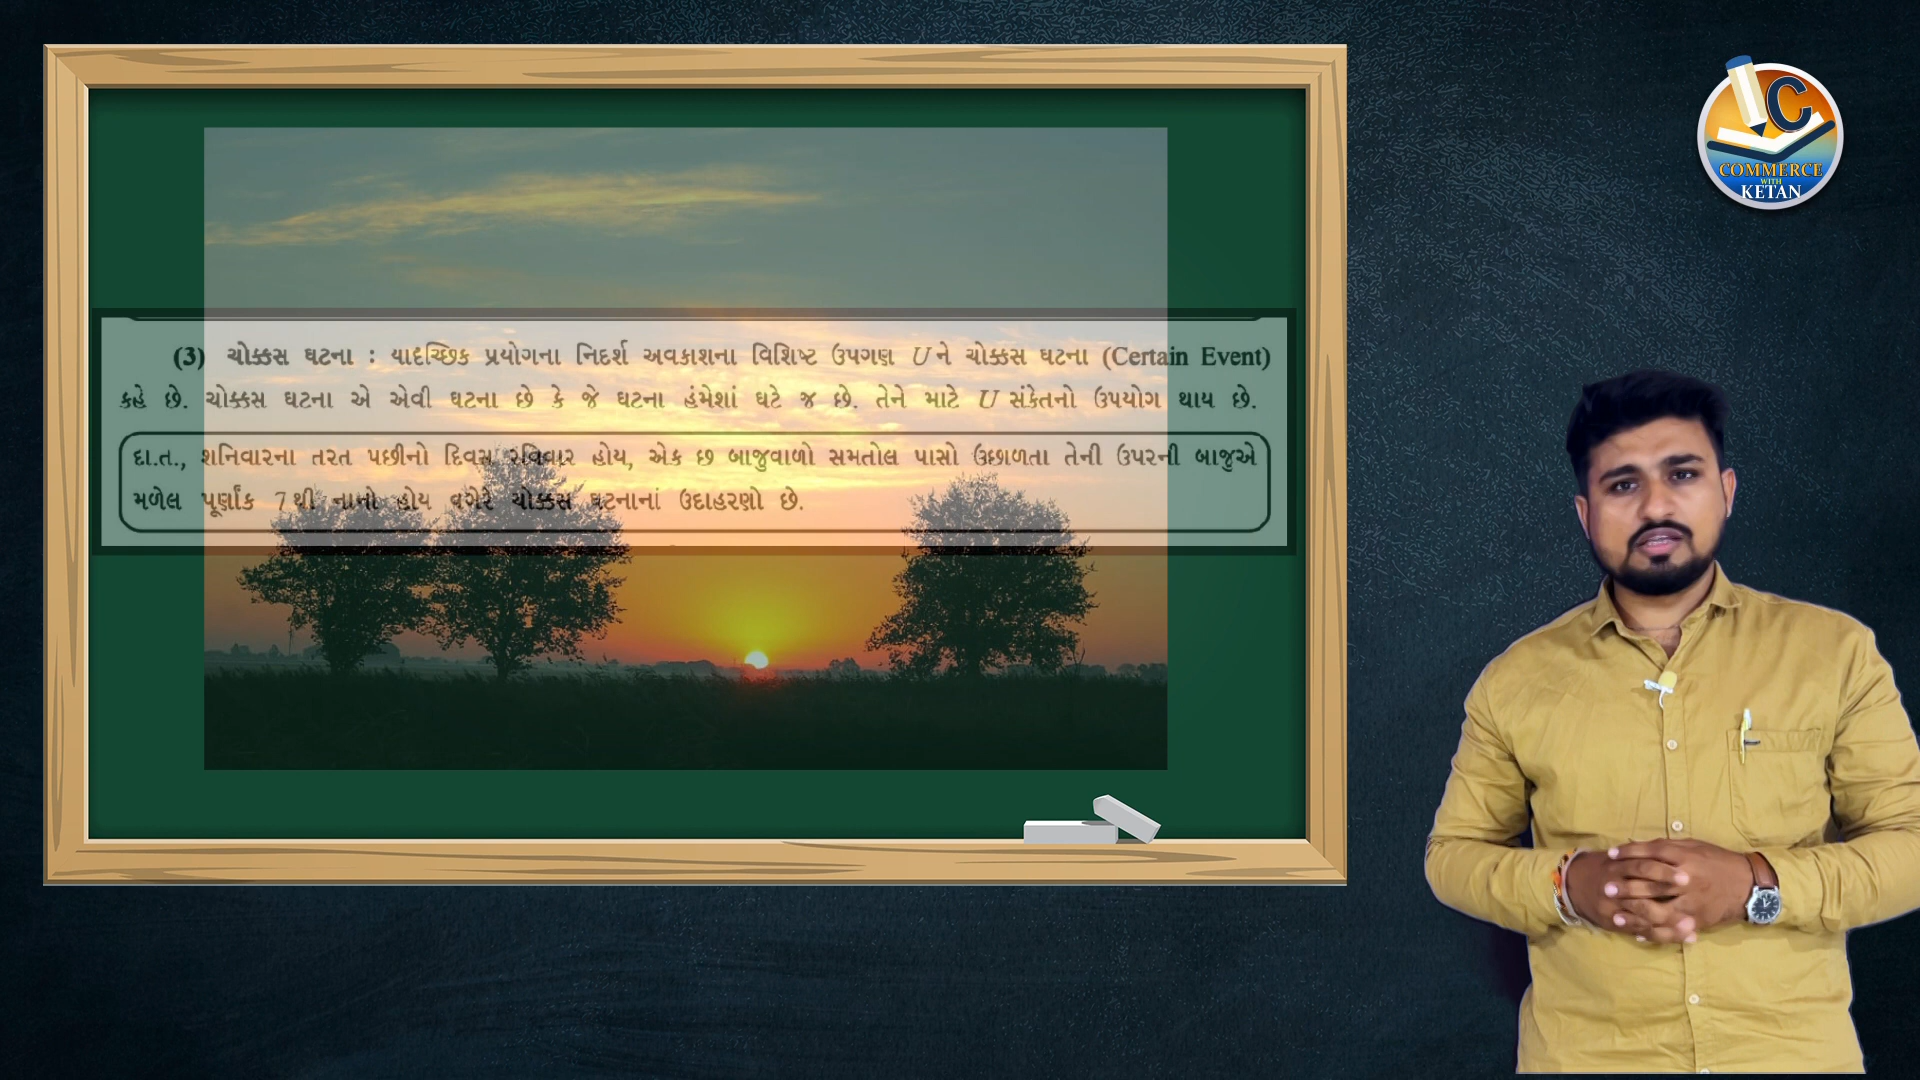 (3) ચોક્કસ ઘટના : યાદચ્છિક પ્રયોગના નિદર્શ અવકાશના વિશિષ્ટ ઉપગણ U ને ચોક્કસ ઘટના (Certain Event)
કહે છે. ચોક્કસ ઘટના એ એવી ઘટના છે કે જે ઘટના હંમેશાં ઘટે જ છે. તેને માટે U સંકેતનો ઉપયોગ થાય છે.
દા.ત., શનિવારના તરત પછીનો દિવસ રવિવાર હોય, એક છ બાજુવાળો સમતોલ પાસો ઉછાળતા તેની ઉપરની બાજુએ
મળેલ પૂર્ણાંક 7 થી નાનો હોય વગેરે ચોક્કસ ઘટનાનાં ઉદાહરણો છે.
C
COMMERCE
WITH
KETAN